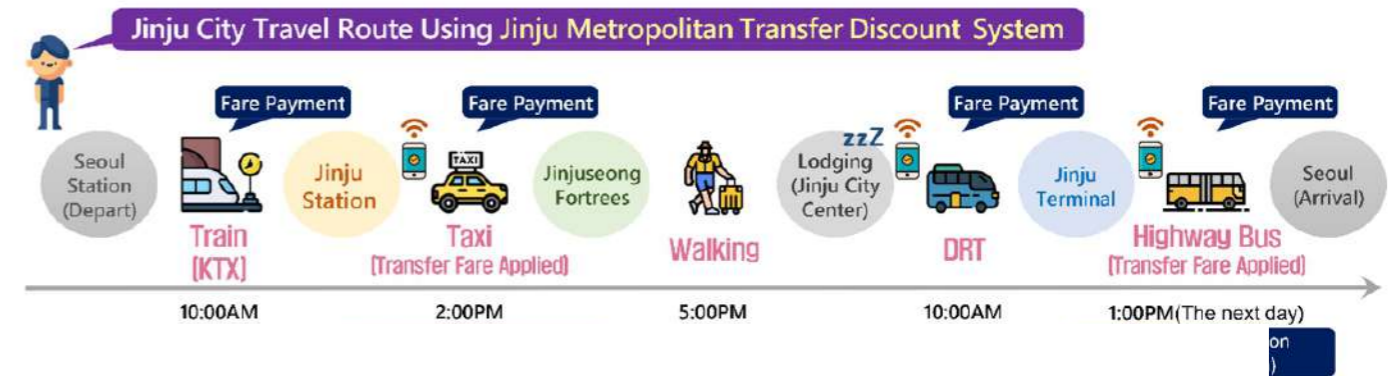 Jinju City Travel Route Using Jinju Metropolitan Transfer Discount System
Fare Payment
Fare Payment
Fare Payment
Fare Payment
Seoul
Station
(Depart)
Train
(KTX)
Jinju
Station
TAXI
Taxi
(Transfer Fare Applied)
Jinjuseong
Fortrees
Walking
zzZ
Lodging
(Jinju City
Center)
DRT
Jinju
Terminal
Highway Bus
(Transfer Fare Applied)
Seoul
(Arrival)
10:00AM
2:00PM
5:00PM
10:00AM
1:00PM(The next day)
on
)